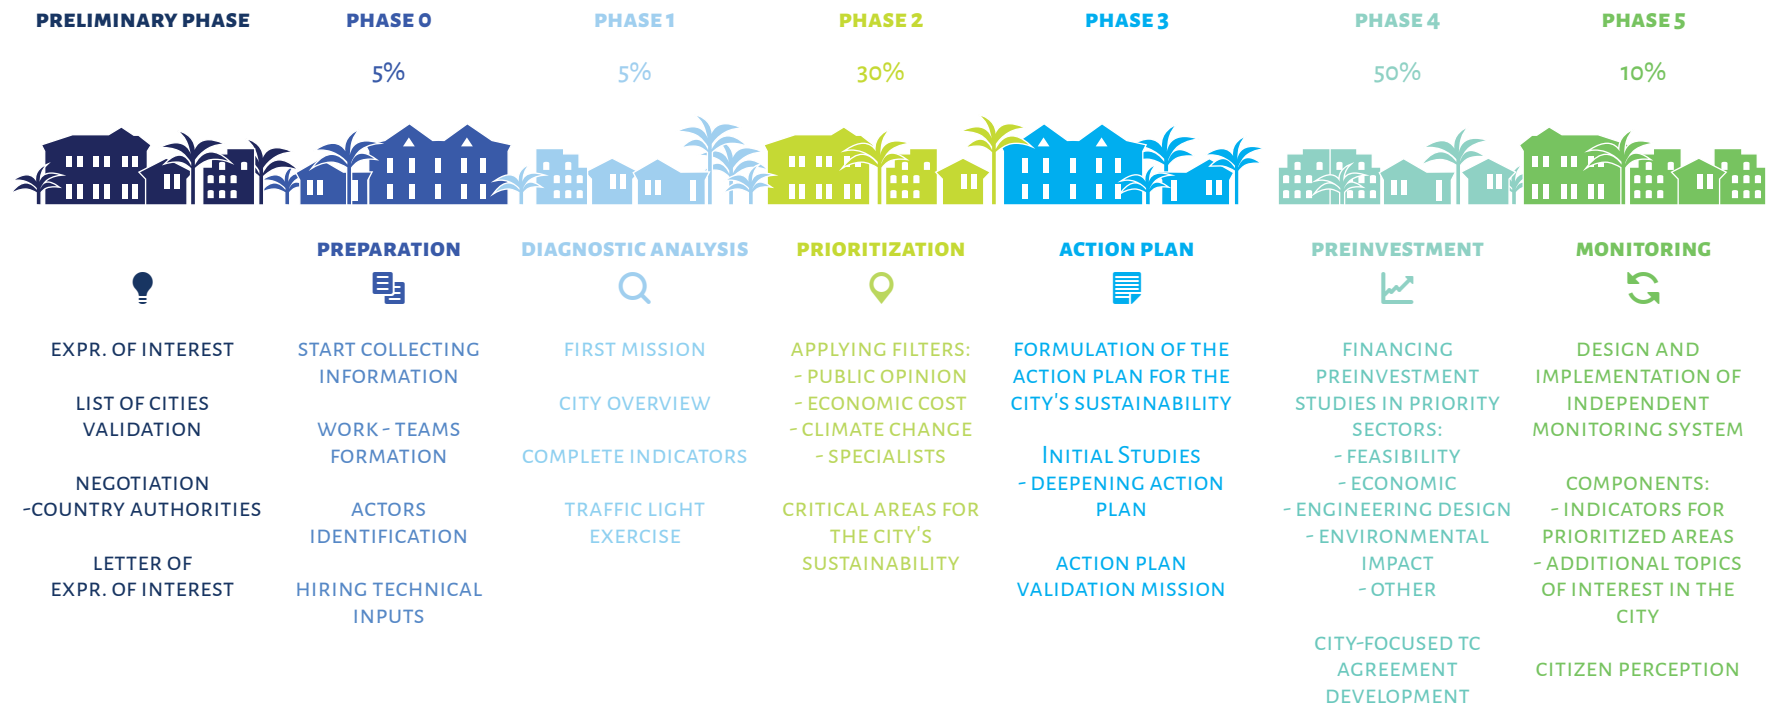 PRELIMINARY PHASE
EXPR. OF INTEREST
LIST OF CITIES
VALIDATION
NEGOTIATION
-COUNTRY AUTHORITIES
LETTER OF
EXPR. OF INTEREST
PHASE 0
5%
PREPARATION
START COLLECTING
INFORMATION
WORK - TEAMS
FORMATION
ACTORS
IDENTIFICATION
HIRING TECHNICAL
INPUTS
PHASE 1
5%
DIAGNOSTIC ANALYSIS
FIRST MISSION
CITY OVERVIEW
COMPLETE INDICATORS
TRAFFIC LIGHT
EXERCISE
PHASE 2
30%
PRIORITIZATION
APPLYING FILTERS:
- PUBLIC OPINION
- ECONOMIC COST
- CLIMATE CHANGE
- SPECIALISTS
CRITICAL AREAS FOR
THE CITY'S
SUSTAINABILITY
PHASE 3
ACTION PLAN
FORMULATION OF THE
ACTION PLAN FOR THE
CITY'S SUSTAINABILITY
INITIAL STUDIES
- DEEPENING ACTION
PLAN
ACTION PLAN
VALIDATION MISSION
PHASE 4
50%
PREINVESTMENT
FINANCING
PREINVESTMENT
STUDIES IN PRIORITY
SECTORS:
- FEASIBILITY
- ECONOMIC
- ENGINEERING DESIGN
- ENVIRONMENTAL
IMPACT
- OTHER
CITY-FOCUSED TC
AGREEMENT
DEVELOPMENT
PHASE 5
10%
MONITORING
DESIGN AND
IMPLEMENTATION OF
INDEPENDENT
MONITORING SYSTEM
COMPONENTS:
- INDICATORS FOR
PRIORITIZED AREAS
- ADDITIONAL TOPICS
OF INTEREST IN THE
CITY
CITIZEN PERCEPTION